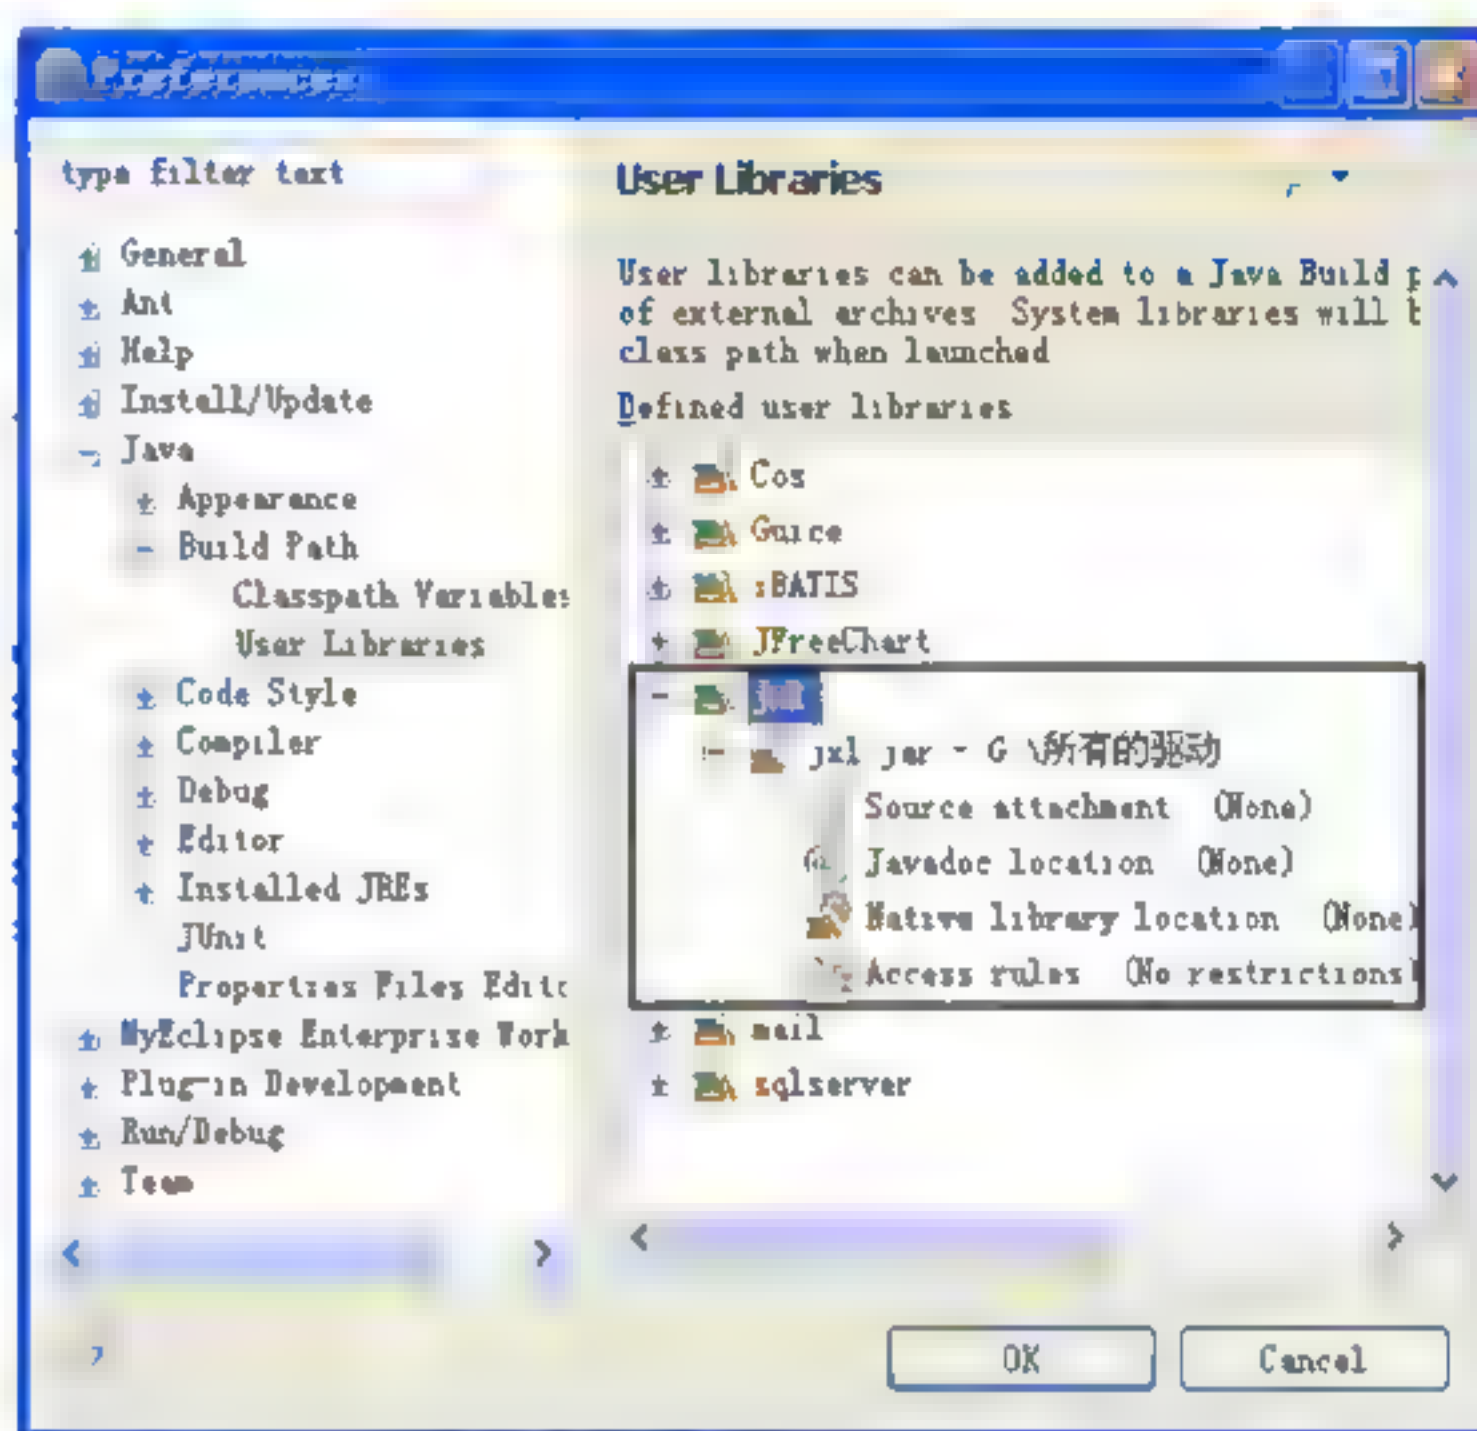 Preferences
type filter text
General
Ant
Help
Install/Update
Java
Appearance
Build Path
Classpath Variables
User Libraries
Code Style
Compiler
Debug
Editor
Installed JREs
JUnit
Properties Files Edito
MyEclipse Enterprise Work
Plug-in Development
Run/Debug
Team
User Libraries
User libraries can be added to a Java Build p
of external archives System libraries will b
class path when launched
Defined user libraries
Cos
Guice
iBATIS
JFreeChart
jxl
jxl jar - G \所有的驱动
Source attachment (None)
Javadoc location (None)
Native library location (None)
Access rules (No restrictions)
mail
sqlserver
OK
Cancel